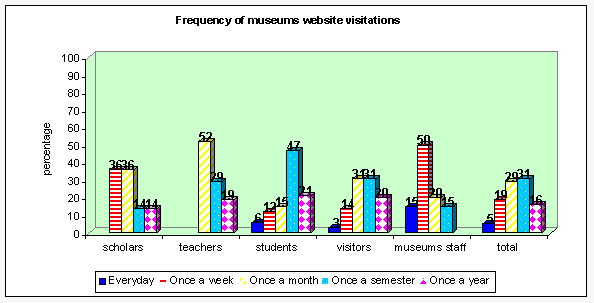 Frequency of museums website visitations
percentage
100
90
80
70
60
50
40
30
20
10
0
36 36 14 14
52 29 19
6 12 15 47 21
3 14 31 31 20
15 50 20 15
5 19 29 31 16
scholars teachers students visitors museums staff total
Everyday Once a week Once a month Once a semester Once a year